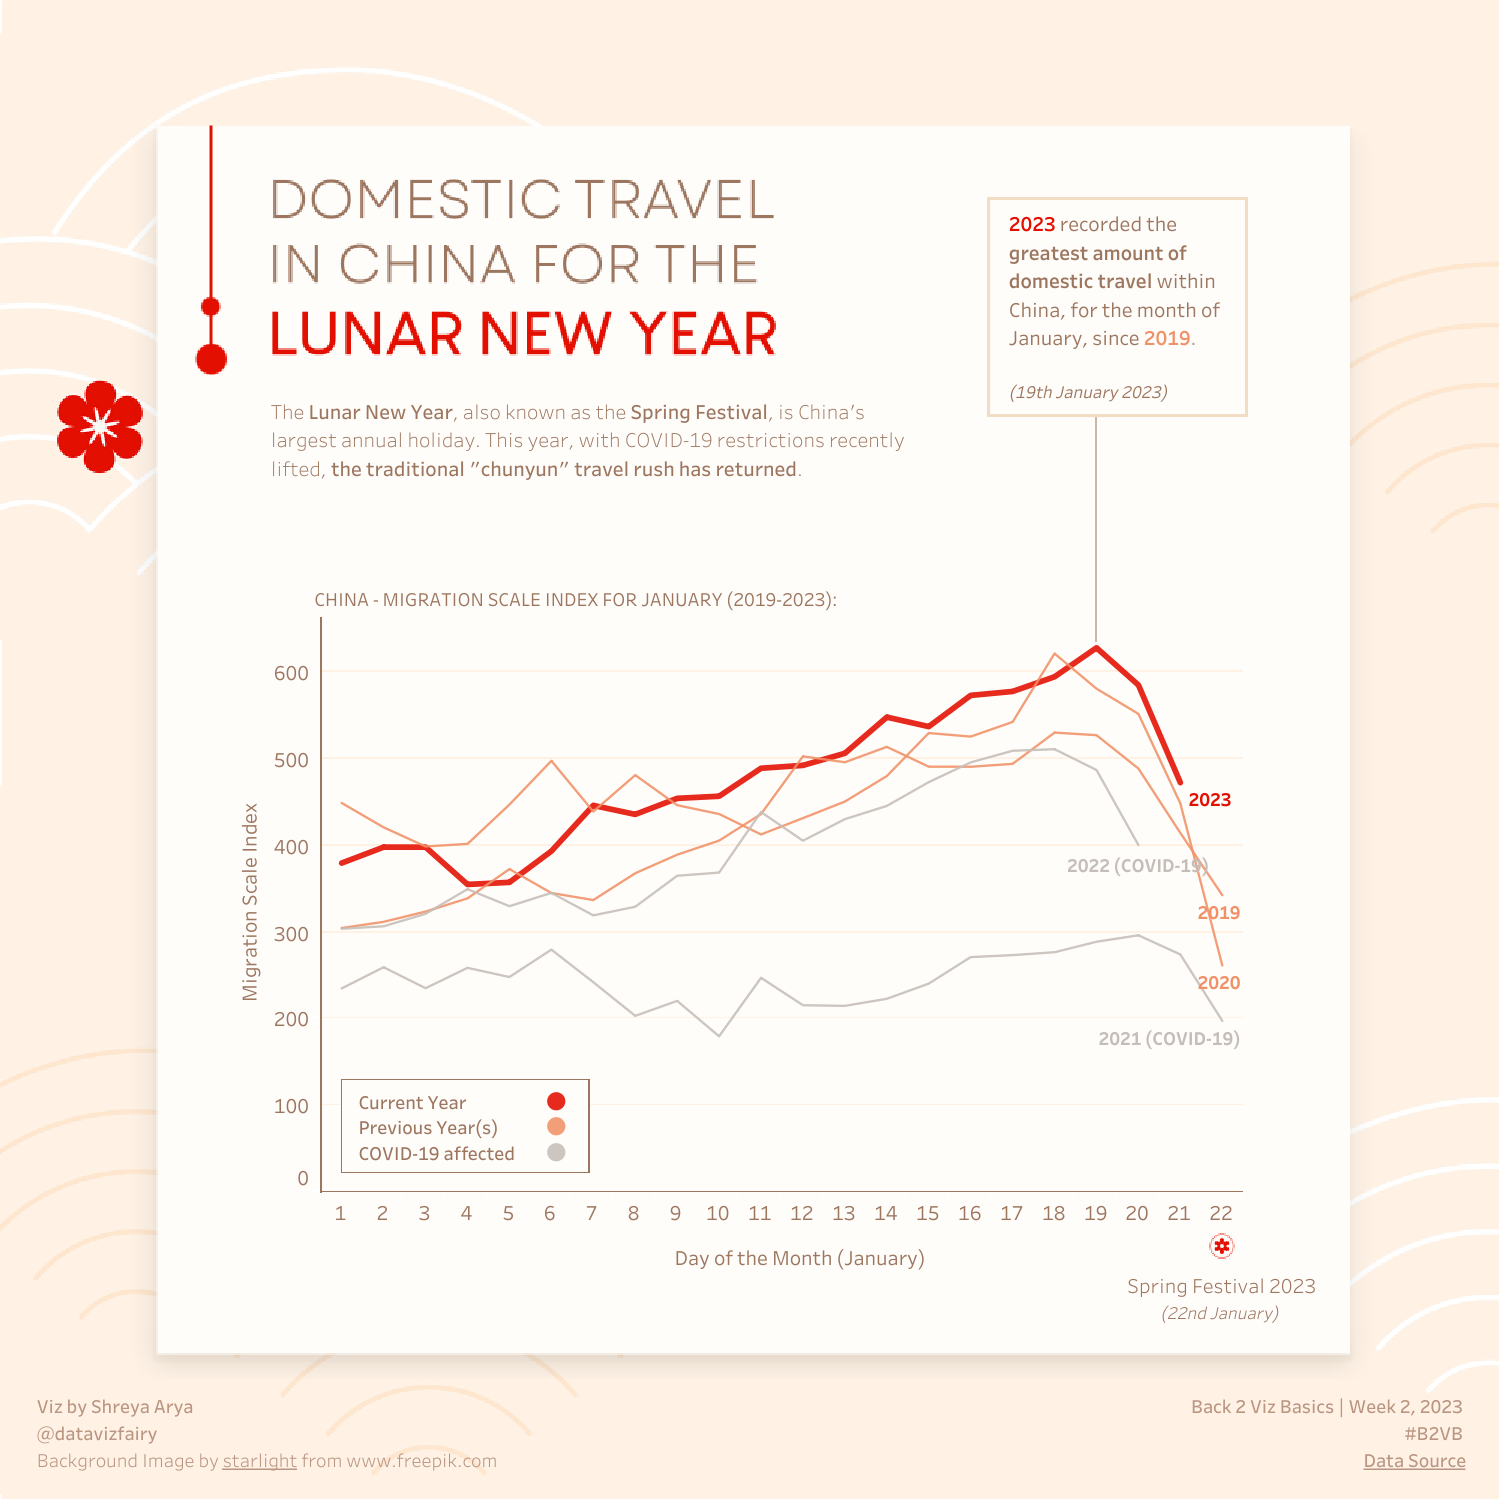 DOMESTIC TRAVEL
IN CHINA FOR THE
LUNAR NEW YEAR
The Lunar New Year, also known as the Spring Festival, is China's
largest annual holiday. This year, with COVID-19 restrictions recently
lifted, the traditional "chunyun" travel rush has returned.
2023 recorded the
greatest amount of
domestic travel within
China, for the month of
January, since 2019.
(19th January 2023)
CHINA - MIGRATION SCALE INDEX FOR JANUARY (2019-2023):
Migration Scale Index
600
500
400
300
200
100
0
2023
2022 (COVID-19)
2019
2020
2021 (COVID-19)
Current Year
Previous Year(s)
COVID-19 affected
1 2 3 4 5 6 7 8 9 10 11 12 13 14 15 16 17 18 19 20 21 22
Day of the Month (January)
Spring Festival 2023
(22nd January)
Viz by Shreya Arya
@datavizfairy
Background Image by starlight from www.freepik.com
Back 2 Viz Basics | Week 2, 2023
#B2VB
Data Source